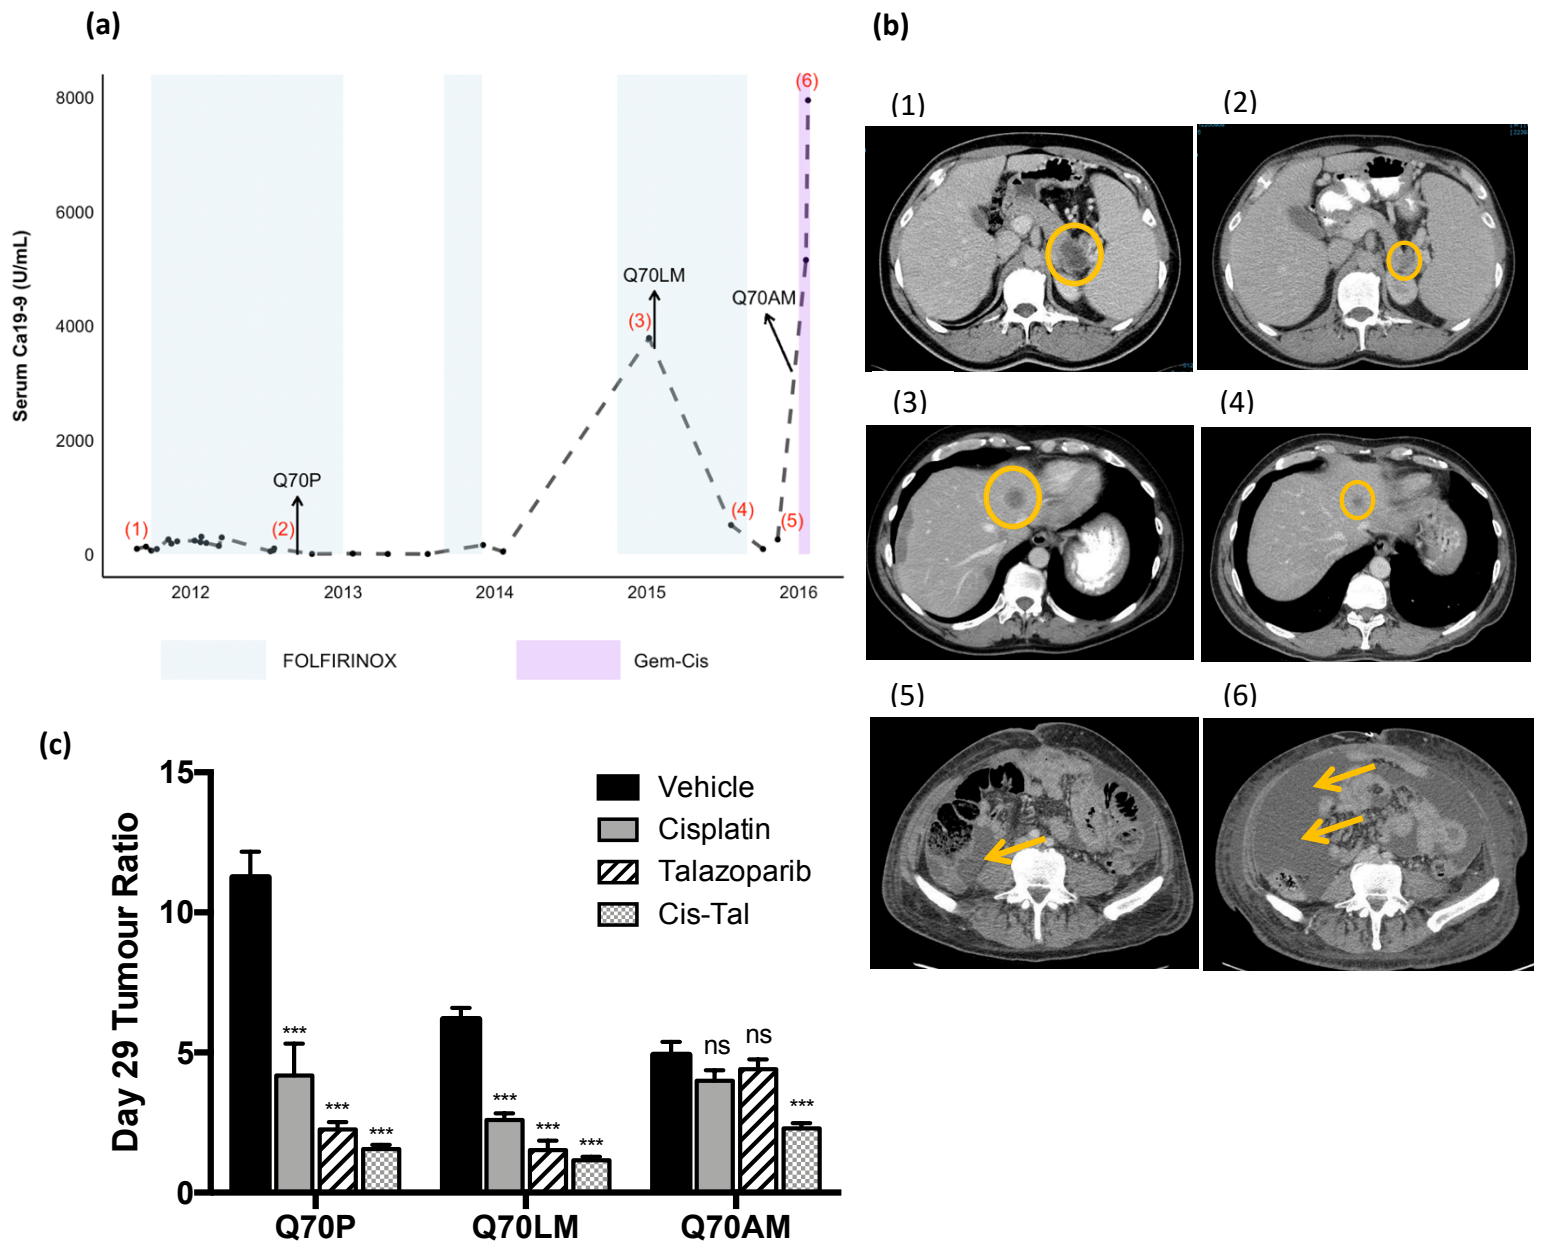 (a)
Serum Ca19-9 (U/mL)
8000
6000
4000
2000
0
(1)
(2)
Q70P
(3)
Q70LM
(4)
(5)
Q70AM
(6)
2012 2013 2014 2015 2016
FOLFIRINOX Gem-Cis
(b)
(1) (2)
(3) (4)
(5) (6)
(c)
Day 29 Tumour Ratio
15
10
5
0
Vehicle
Cisplatin
Talazoparib
Cis-Tal
*** *** ***
*** *** ***
ns ns ***
Q70P Q70LM Q70AM